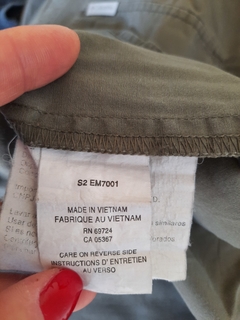 S2 EM7001
MADE IN VIETNAM
FABRIQUE AU VIETNAM
RN 69724
CA 05367
CARE ON REVERSE SIDE
INSTRUCTIONS D'ENTRETIEN
AU VERSO
similaras